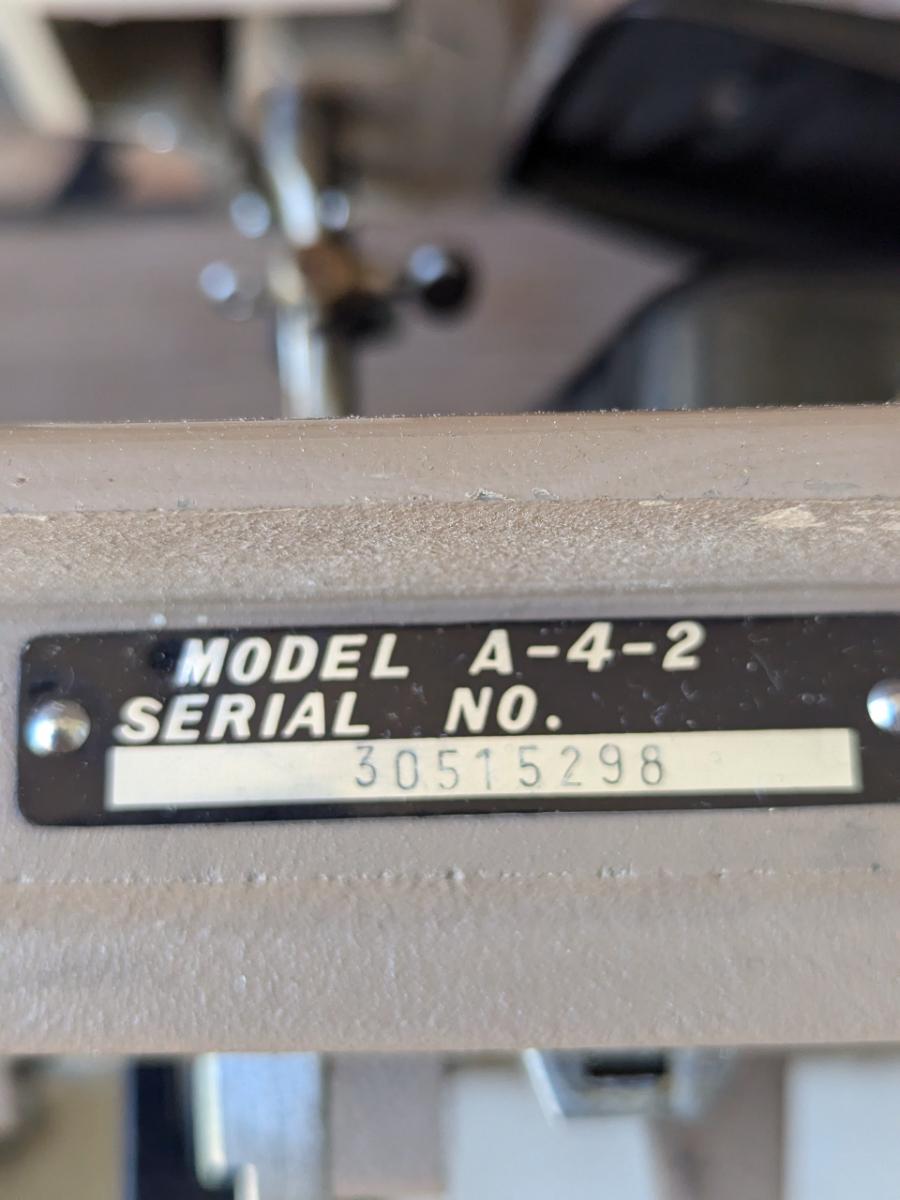 MODEL A-4-2
SERIAL NO.
30515298